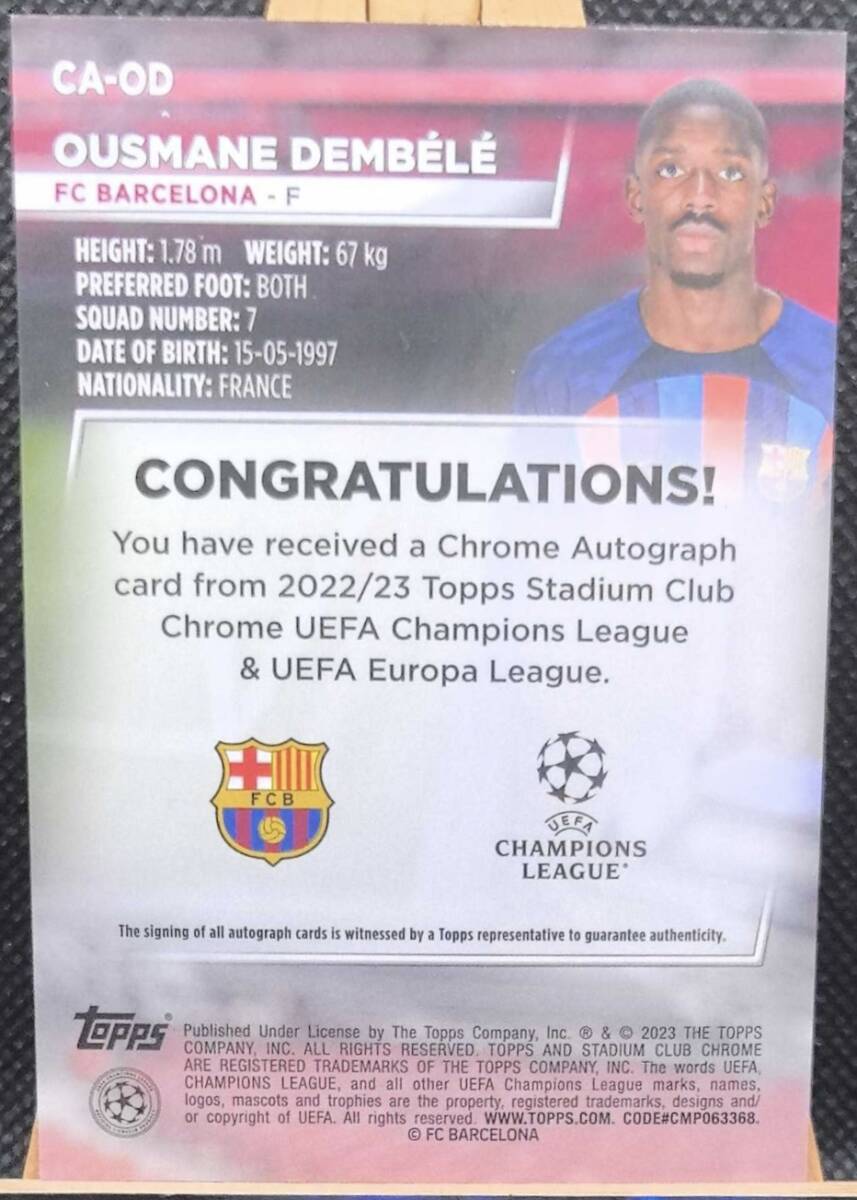 CA-OD
OUSMANE DEMBÉLÉ
FC BARCELONA - F
HEIGHT: 1.78 m WEIGHT: 67 kg
PREFERRED FOOT: BOTH
SQUAD NUMBER: 7
DATE OF BIRTH: 15-05-1997
NATIONALITY: FRANCE
CONGRATULATIONS!
You have received a Chrome Autograph
card from 2022/23 Topps Stadium Club
Chrome UEFA Champions League
& UEFA Europa League.
FCB
UEFA
CHAMPIONS
LEAGUE®
The signing of all autograph cards is witnessed by a Topps representative to guarantee authenticity.
topps®
Published Under License by The Topps Company, Inc. ® & © 2023 THE TOPPS
COMPANY, INC. ALL RIGHTS RESERVED. TOPPS AND STADIUM CLUB CHROME
ARE REGISTERED TRADEMARKS OF THE TOPPS COMPANY, INC. The words UEFA,
CHAMPIONS LEAGUE, and all other UEFA Champions League marks, names,
logos, mascots and trophies are the property, registered trademarks, designs and/
or copyright of UEFA. All rights reserved. WWW.TOPPS.COM. CODE#CMP063368.
© FC BARCELONA